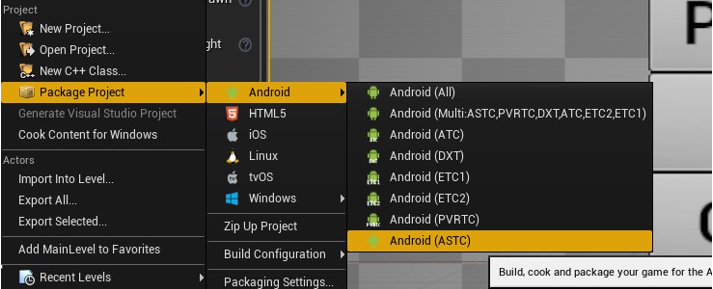 Project
New Project...
Open Project...
New C++ Class...
Package Project
Generate Visual Studio Project
Cook Content for Windows
Actors
Import Into Level...
Export All...
Export Selected...
Add MainLevel to Favorites
Recent Levels
Android
HTML5
iOS
Linux
tvOS
Windows
Zip Up Project
Build Configuration
Packaging Settings...
Android (All)
Android (Multi:ASTC,PVRTC,DXT,ATC,ETC2,ETC1)
Android (ATC)
Android (DXT)
Android (ETC1)
Android (ETC2)
Android (PVRTC)
Android (ASTC)
Build, cook and package your game for the A